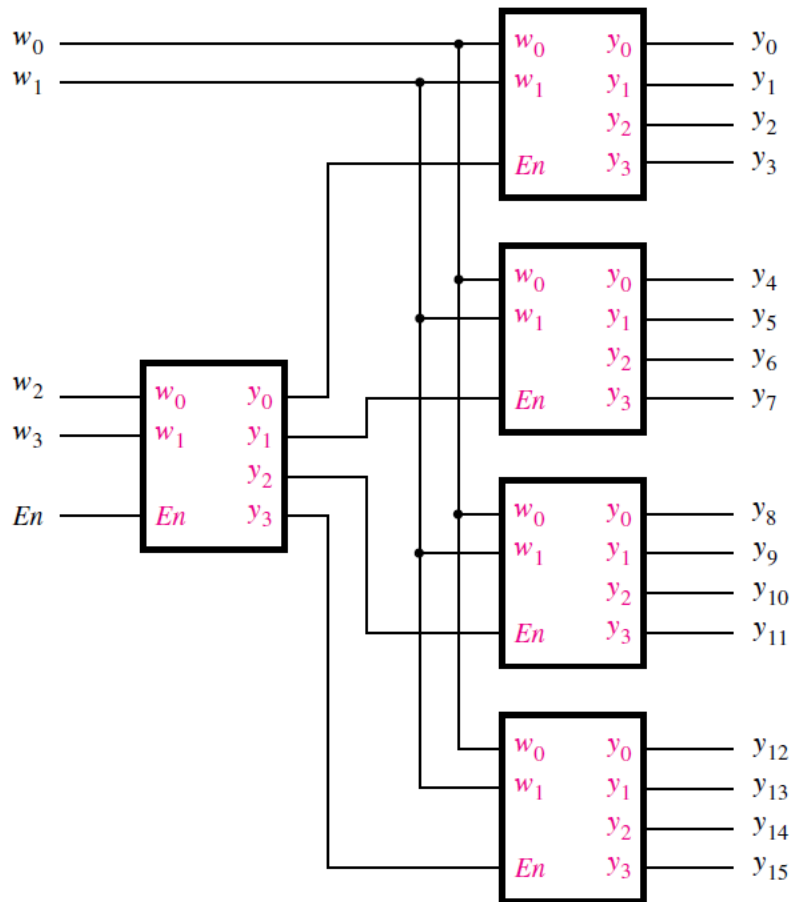 w0 w0 y0 y0
w1 w1 y1 y1
y2 y2
En y3 y3
w0 y0 y4
w1 y1 y5
y2 y6
w2 w0 y0 En y3 y7
w3 w1 y1
y2
En En y3 w0 y0 y8
w1 y1 y9
y2 y10
En y3 y11
w0 y0 y12
w1 y1 y13
y2 y14
En y3 y15